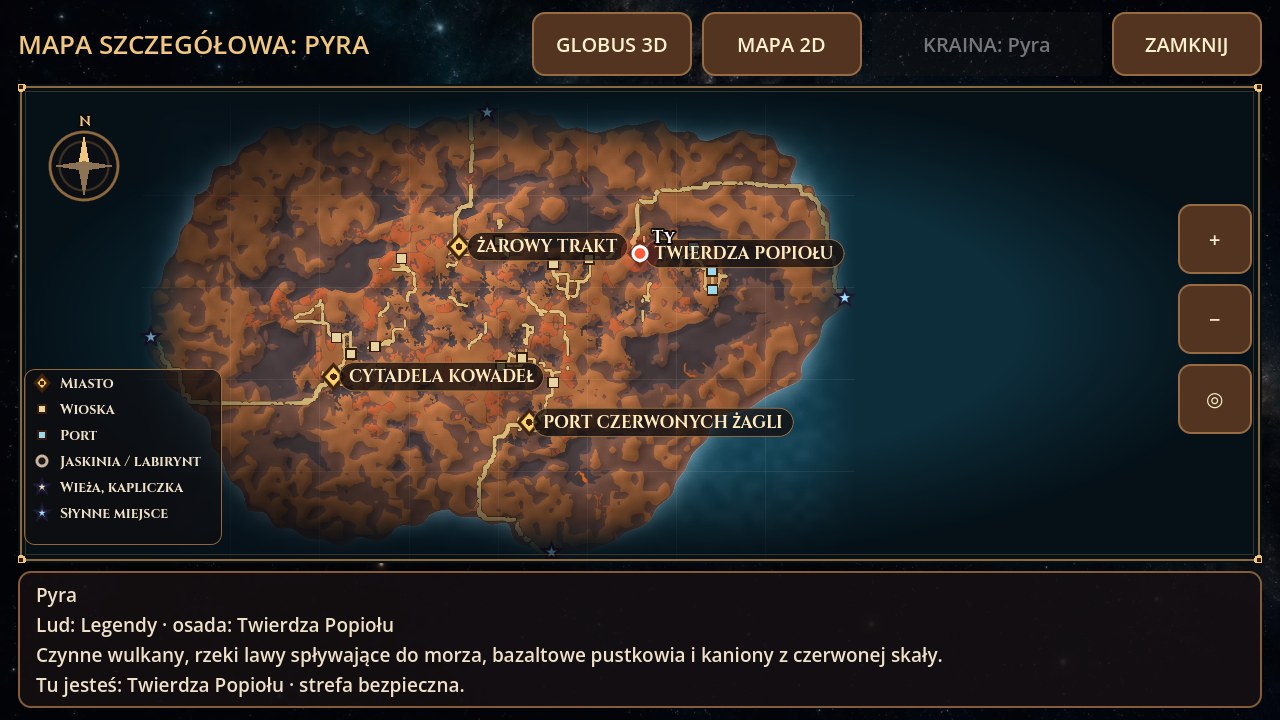 MAPA SZCZEGÓŁOWA: PYRA
GLOBUS 3D
MAPA 2D
KRAINA: Pyra
ZAMKNIJ
N
Ty
ŻAROWY TRAKT
TWIERDZA POPIOŁU
CYTADELA KOWADEŁ
PORT CZERWONYCH ŻAGLI
Miasto
Wioska
Port
Jaskinia / labirynt
Wieża, kapliczka
Słynne miejsce
+
−
◎
Pyra
Lud: Legendy · osada: Twierdza Popiołu
Czynne wulkany, rzeki lawy spływające do morza, bazaltowe pustkowia i kaniony z czerwonej skały.
Tu jesteś: Twierdza Popiołu · strefa bezpieczna.